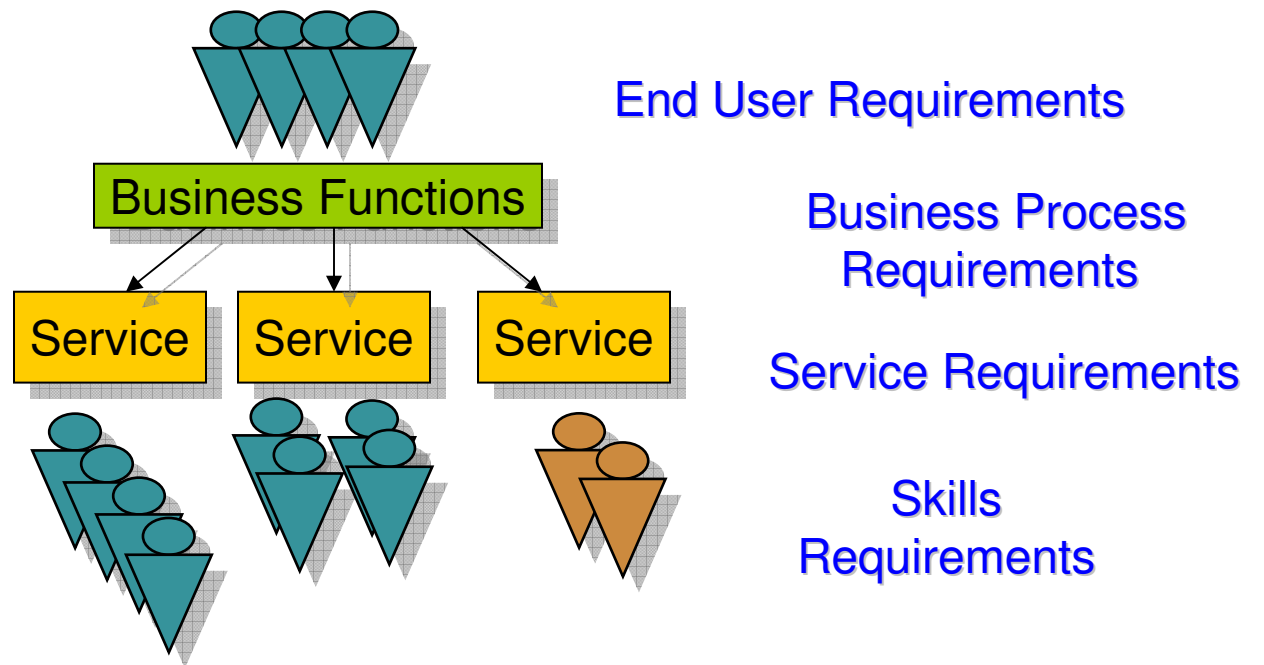 End User Requirements
Business Functions
Business Process
Requirements
Service
Service
Service
Service Requirements
Skills
Requirements